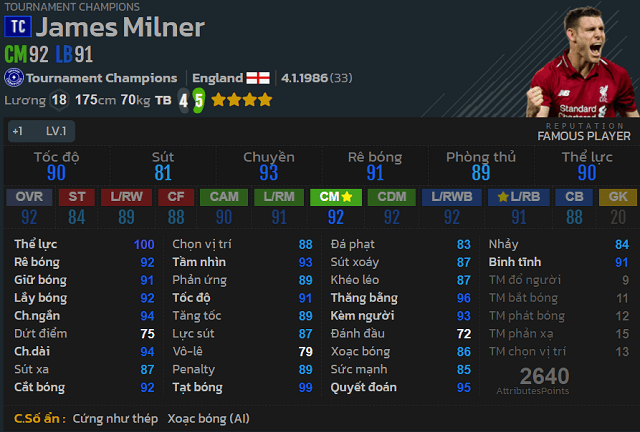 TOURNAMENT CHAMPIONS
TC James Milner
CM 92 LB 91
Tournament Champions England 4.1.1986 (33)
Lương 18 175cm 70kg TB 4 5
Standard Chartered
+1 LV.1
REPUTATION
FAMOUS PLAYER
Tốc độ Sút Chuyền Rê bóng Phòng thủ Thể lực
90 81 93 91 89 90
OVR ST L/RW CF CAM L/RM CM CDM L/RWB L/RB CB GK
92 84 89 88 90 91 92 92 92 91 88 20
Thể lực 100 Chọn vị trí 88 Đá phạt 83 Nhảy 84
Rê bóng 92 Tầm nhìn 93 Sút xoáy 87 Bình tĩnh 91
Giữ bóng 91 Phản ứng 89 Khéo léo 87 TM đổ người 9
Lấy bóng 92 Tốc độ 91 Thăng bằng 96 TM bắt bóng 11
Ch.ngắn 94 Tăng tốc 89 Kèm người 93 TM phát bóng 12
Dứt điểm 75 Lực sút 87 Đánh đầu 72 TM phản xạ 15
Ch.dài 94 Vô-lê 79 Xoạc bóng 86 TM chọn vị trí 13
Sút xa 87 Penalty 89 Sức mạnh 85 2640
Cắt bóng 92 Tạt bóng 99 Quyết đoán 95 AttributesPoints
C.Số ẩn : Cứng như thép Xoạc bóng (AI)